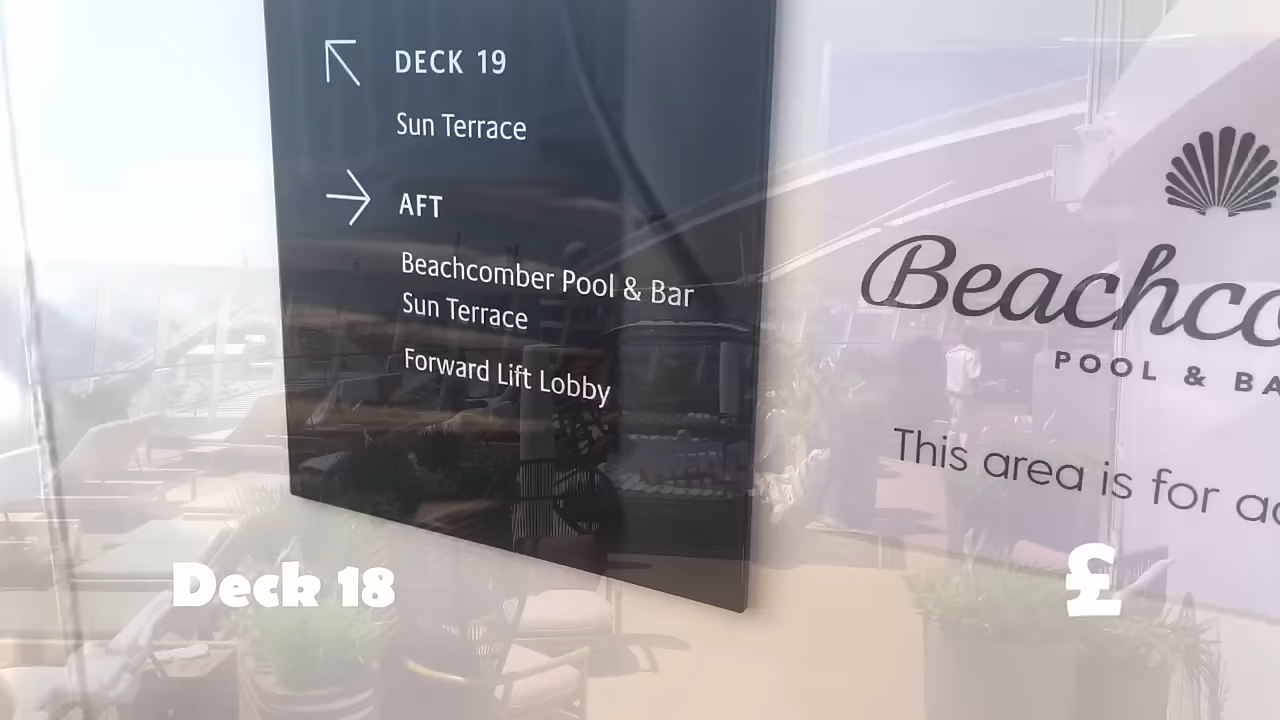 DECK 19
Sun Terrace
AFT
Beachcomber Pool & Bar
Sun Terrace
Forward Lift Lobby
Beachco
POOL & BA
This area is for a
Deck 18
£